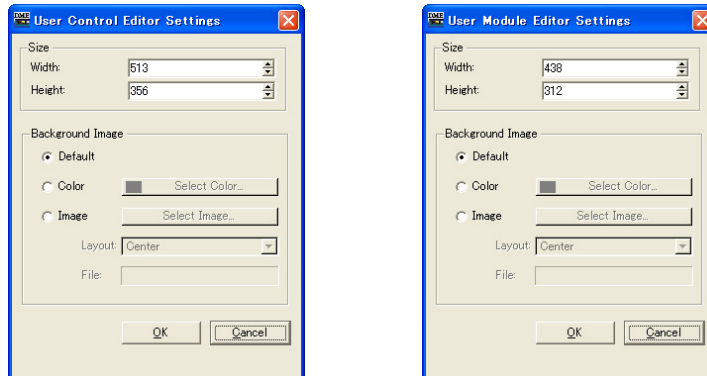 User Control Editor Settings
Size
Width: 513
Height: 356
Background Image
Default
Color Select Color...
Image Select Image...
Layout: Center
File:
OK Cancel
User Module Editor Settings
Size
Width: 438
Height: 312
Background Image
Default
Color Select Color...
Image Select Image...
Layout: Center
File:
OK Cancel